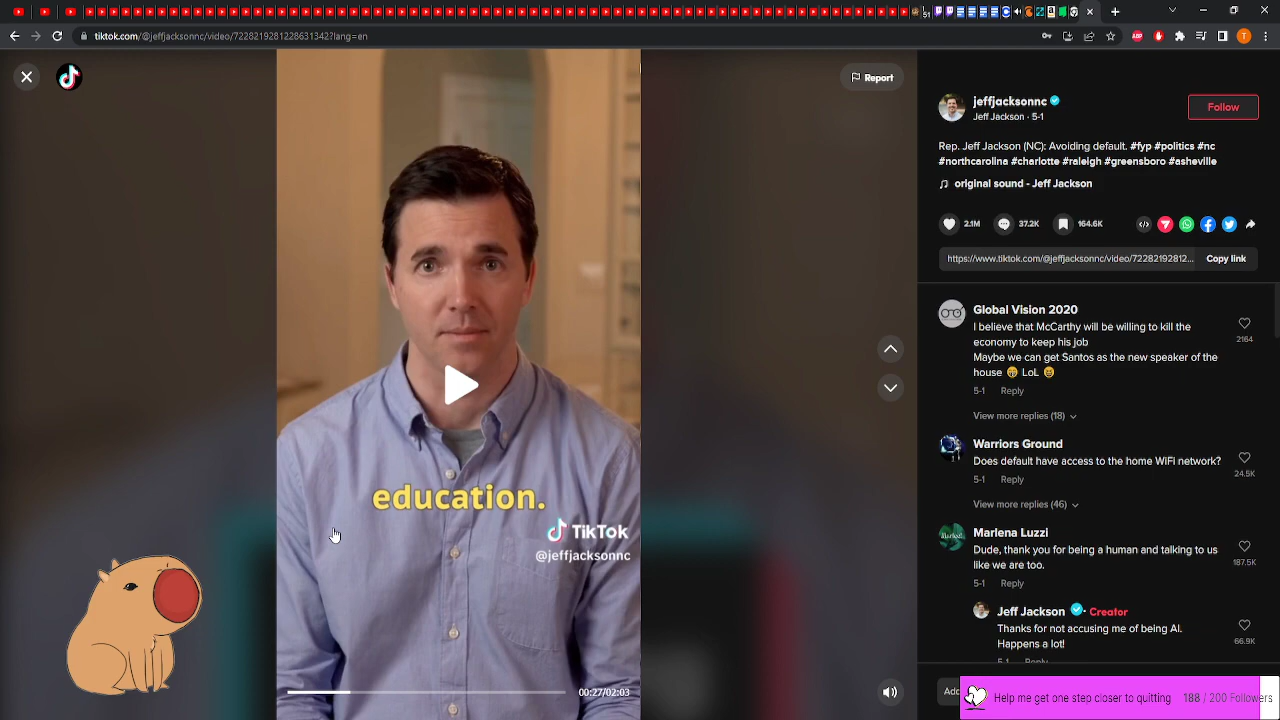 51
tiktok.com/@jeffjacksonnc/video/7228219281228631342?lang=en
T
Report
jeffjacksonnc
Jeff Jackson · 5-1
Follow
Rep. Jeff Jackson (NC): Avoiding default. #fyp #politics #nc
#northcarolina #charlotte #raleigh #greensboro #asheville
original sound - Jeff Jackson
2.1M
37.2K
164.6K
https://www.tiktok.com/@jeffjacksonnc/video/72282192812...
Copy link
Global Vision 2020
I believe that McCarthy will be willing to kill the
economy to keep his job
Maybe we can get Santos as the new speaker of the
house 😄 LoL 😄
2164
5-1 Reply
View more replies (18)
Warriors Ground
Does default have access to the home WIFI network?
24.5K
5-1 Reply
View more replies (46)
Marlena Luzzi
Dude, thank you for being a human and talking to us
like we are too.
187.5K
5-1 Reply
Jeff Jackson · Creator
Thanks for not accusing me of being AI.
Happens a lot!
66.9K
5-1 Reply
education.
TikTok
@jeffjacksonnc
00:27/02:03
Add
Help me get one step closer to quitting 188 / 200 Followers